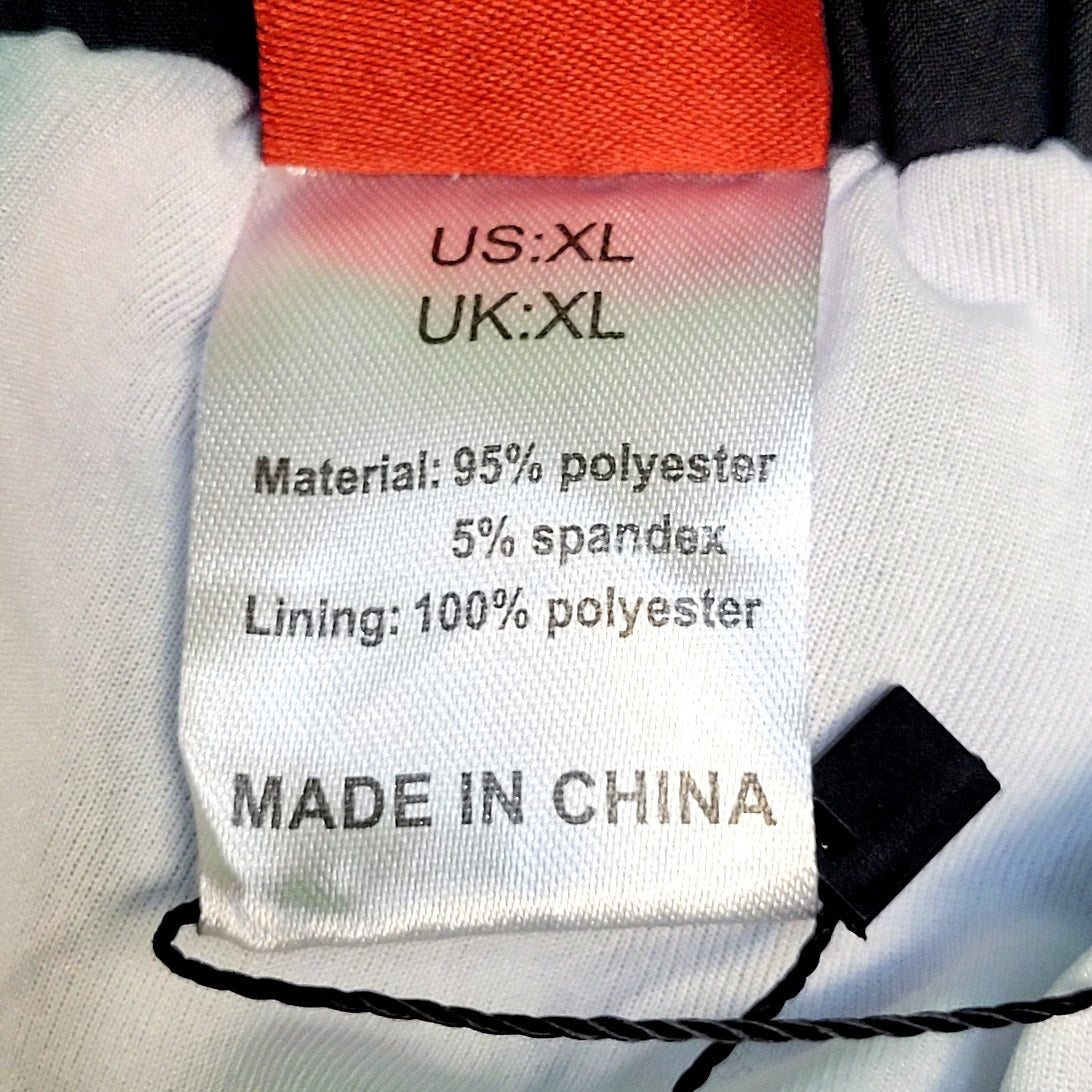 US:XL
UK:XL
Material: 95% polyester
5% spandex
Lining: 100% polyester
MADE IN CHINA